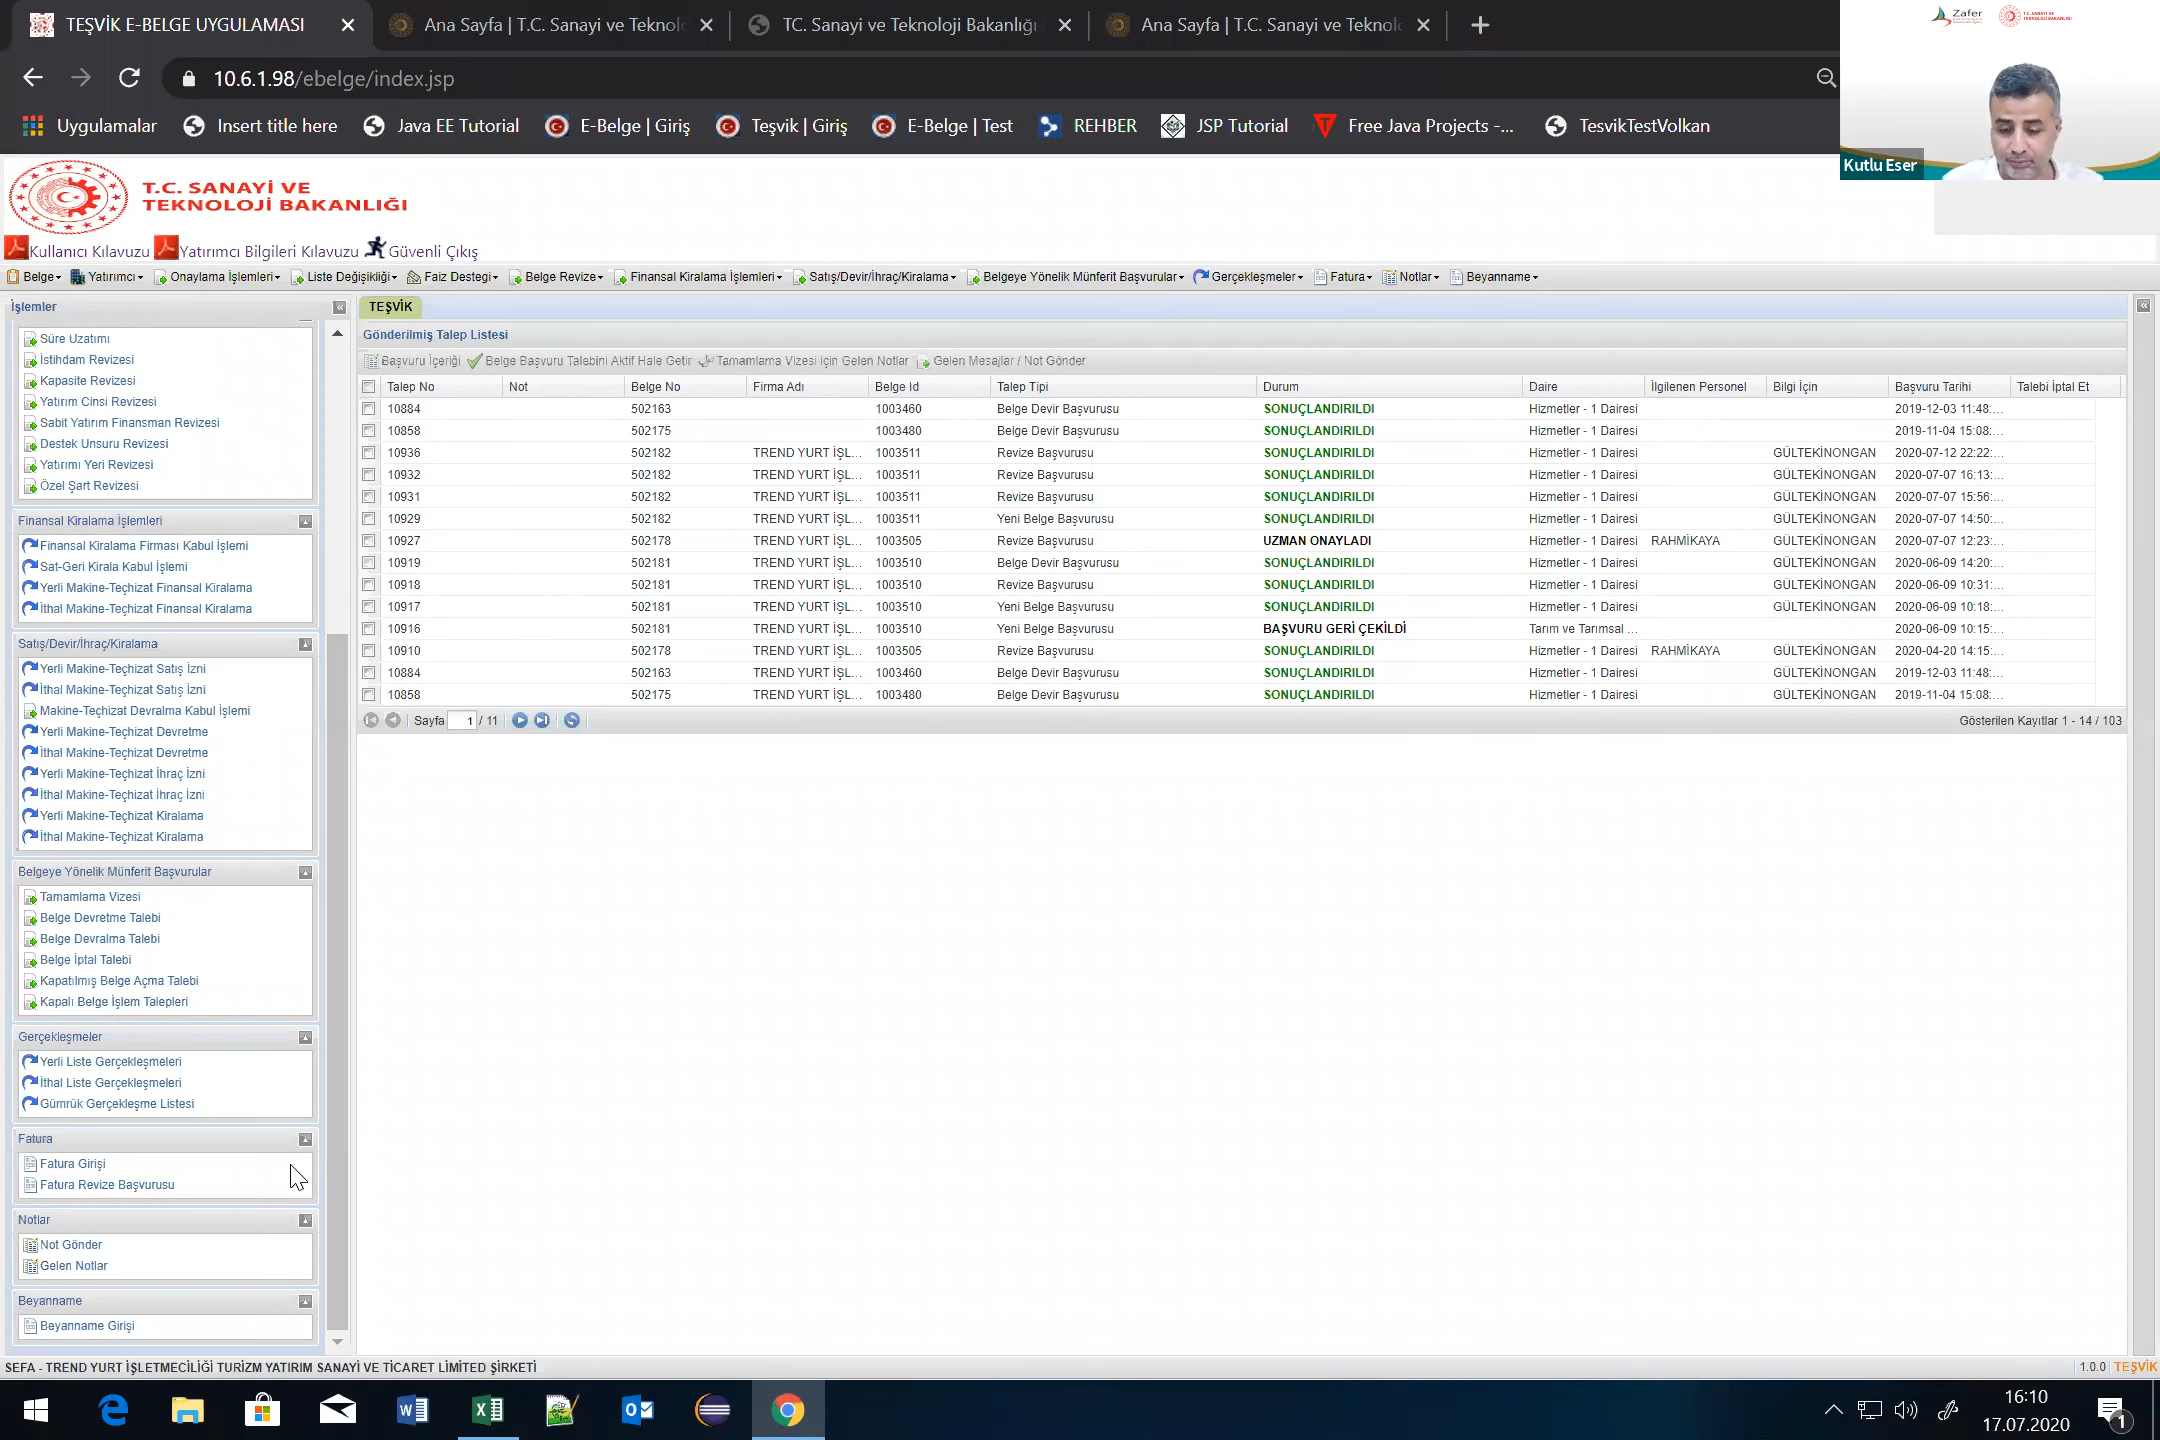 TEŞVİK E-BELGE UYGULAMASI
Ana Sayfa | T.C. Sanayi ve Teknolo
TC. Sanayi ve Teknoloji Bakanlığı
Ana Sayfa | T.C. Sanayi ve Teknolo
10.6.1.98/ebelge/index.jsp
Uygulamalar Insert title here Java EE Tutorial E-Belge | Giriş Teşvik | Giriş E-Belge | Test REHBER JSP Tutorial Free Java Projects -... TesvikTestVolkan
Zafer
Kutlu Eser
T.C. SANAYİ VE
TEKNOLOJİ BAKANLIĞI
Kullanıcı Kılavuzu Yatırımcı Bilgileri Kılavuzu Güvenli Çıkış
Belge Yatırımcı Onaylama İşlemleri Liste Değişikliği Faiz Destegi Belge Revize Finansal Kiralama İşlemleri Satış/Devir/İhraç/Kiralama Belgeye Yönelik Münferit Başvurular Gerçekleşmeler Fatura Notlar Beyanname
İşlemler
Süre Uzatımı
İstihdam Revizesi
Kapasite Revizesi
Yatırım Cinsi Revizesi
Sabit Yatırım Finansman Revizesi
Destek Unsuru Revizesi
Yatırımı Yeri Revizesi
Özel Şart Revizesi
Finansal Kiralama İşlemleri
Finansal Kiralama Firması Kabul İşlemi
Sat-Geri Kirala Kabul İşlemi
Yerli Makine-Teçhizat Finansal Kiralama
İthal Makine-Teçhizat Finansal Kiralama
Satış/Devir/İhraç/Kiralama
Yerli Makine-Teçhizat Satış İzni
İthal Makine-Teçhizat Satış İzni
Makine-Teçhizat Devralma Kabul İşlemi
Yerli Makine-Teçhizat Devretme
İthal Makine-Teçhizat Devretme
Yerli Makine-Teçhizat İhraç İzni
İthal Makine-Teçhizat İhraç İzni
Yerli Makine-Teçhizat Kiralama
İthal Makine-Teçhizat Kiralama
Belgeye Yönelik Münferit Başvurular
Tamamlama Vizesi
Belge Devretme Talebi
Belge Devralma Talebi
Belge İptal Talebi
Kapatılmış Belge Açma Talebi
Kapalı Belge İşlem Talepleri
Gerçekleşmeler
Yerli Liste Gerçekleşmeleri
İthal Liste Gerçekleşmeleri
Gümrük Gerçekleşme Listesi
Fatura
Fatura Girişi
Fatura Revize Başvurusu
Notlar
Not Gönder
Gelen Notlar
Beyanname
Beyanname Girişi
TEŞVİK
Gönderilmiş Talep Listesi
Başvuru İçeriği Belge Başvuru Talebini Aktif Hale Getir Tamamlama Vizesi için Gelen Notlar Gelen Mesajlar / Not Gönder
Talep No Not Belge No Firma Adı Belge Id Talep Tipi Durum Daire İlgilenen Personel Bilgi İçin Başvuru Tarihi Talebi İptal Et
10884 502163 1003460 Belge Devir Başvurusu SONUÇLANDIRILDI Hizmetler - 1 Dairesi 2019-12-03 11:48:...
10858 502175 1003480 Belge Devir Başvurusu SONUÇLANDIRILDI Hizmetler - 1 Dairesi 2019-11-04 15:08:...
10936 502182 TREND YURT İŞL... 1003511 Revize Başvurusu SONUÇLANDIRILDI Hizmetler - 1 Dairesi GÜLTEKİNONGAN 2020-07-12 22:22:...
10932 502182 TREND YURT İŞL... 1003511 Revize Başvurusu SONUÇLANDIRILDI Hizmetler - 1 Dairesi GÜLTEKİNONGAN 2020-07-07 16:13:...
10931 502182 TREND YURT İŞL... 1003511 Revize Başvurusu SONUÇLANDIRILDI Hizmetler - 1 Dairesi GÜLTEKİNONGAN 2020-07-07 15:56:...
10929 502182 TREND YURT İŞL... 1003511 Yeni Belge Başvurusu SONUÇLANDIRILDI Hizmetler - 1 Dairesi GÜLTEKİNONGAN 2020-07-07 14:50:...
10927 502178 TREND YURT İŞL... 1003505 Revize Başvurusu UZMAN ONAYLADI Hizmetler - 1 Dairesi RAHMİKAYA GÜLTEKİNONGAN 2020-07-07 12:23:...
10919 502181 TREND YURT İŞL... 1003510 Belge Devir Başvurusu SONUÇLANDIRILDI Hizmetler - 1 Dairesi GÜLTEKİNONGAN 2020-06-09 14:20:...
10918 502181 TREND YURT İŞL... 1003510 Revize Başvurusu SONUÇLANDIRILDI Hizmetler - 1 Dairesi GÜLTEKİNONGAN 2020-06-09 10:31:...
10917 502181 TREND YURT İŞL... 1003510 Yeni Belge Başvurusu SONUÇLANDIRILDI Hizmetler - 1 Dairesi GÜLTEKİNONGAN 2020-06-09 10:18:...
10916 502181 TREND YURT İŞL... 1003510 Yeni Belge Başvurusu BAŞVURU GERİ ÇEKİLDİ Tarım ve Tarımsal ... 2020-06-09 10:15:...
10910 502178 TREND YURT İŞL... 1003505 Revize Başvurusu SONUÇLANDIRILDI Hizmetler - 1 Dairesi RAHMİKAYA GÜLTEKİNONGAN 2020-04-20 14:15:...
10884 502163 TREND YURT İŞL... 1003460 Belge Devir Başvurusu SONUÇLANDIRILDI Hizmetler - 1 Dairesi GÜLTEKİNONGAN 2019-12-03 11:48:...
10858 502175 TREND YURT İŞL... 1003480 Belge Devir Başvurusu SONUÇLANDIRILDI Hizmetler - 1 Dairesi GÜLTEKİNONGAN 2019-11-04 15:08:...
Sayfa 1 / 11 Gösterilen Kayıtlar 1 - 14 / 103
SEFA - TREND YURT İŞLETMECİLİĞİ TURİZM YATIRIM SANAYİ VE TİCARET LİMİTED ŞİRKETİ
1.0.0 TEŞVİK
16:10
17.07.2020
1